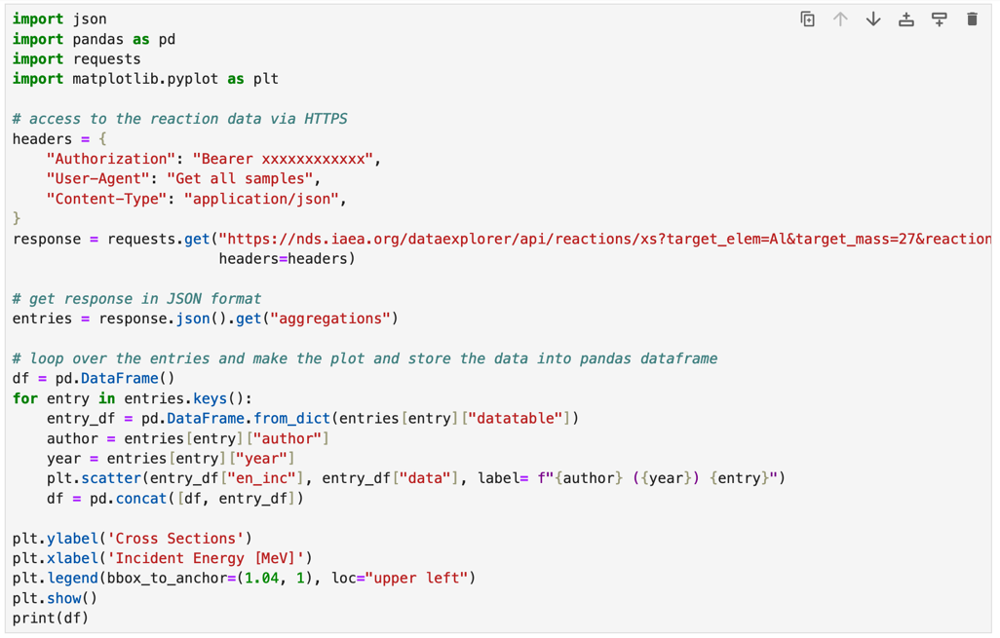 import json
import pandas as pd
import requests
import matplotlib.pyplot as plt

# access to the reaction data via HTTPS
headers = {
    "Authorization": "Bearer xxxxxxxxxxxx",
    "User-Agent": "Get all samples",
    "Content-Type": "application/json",
}
response = requests.get("https://nds.iaea.org/dataexplorer/api/reactions/xs?target_elem=Al&target_mass=27&reaction
                        headers=headers)

# get response in JSON format
entries = response.json().get("aggregations")

# loop over the entries and make the plot and store the data into pandas dataframe
df = pd.DataFrame()
for entry in entries.keys():
    entry_df = pd.DataFrame.from_dict(entries[entry]["datatable"])
    author = entries[entry]["author"]
    year = entries[entry]["year"]
    plt.scatter(entry_df["en_inc"], entry_df["data"], label= f"{author} ({year}) {entry}")
    df = pd.concat([df, entry_df])

plt.ylabel('Cross Sections')
plt.xlabel('Incident Energy [MeV]')
plt.legend(bbox_to_anchor=(1.04, 1), loc="upper left")
plt.show()
print(df)